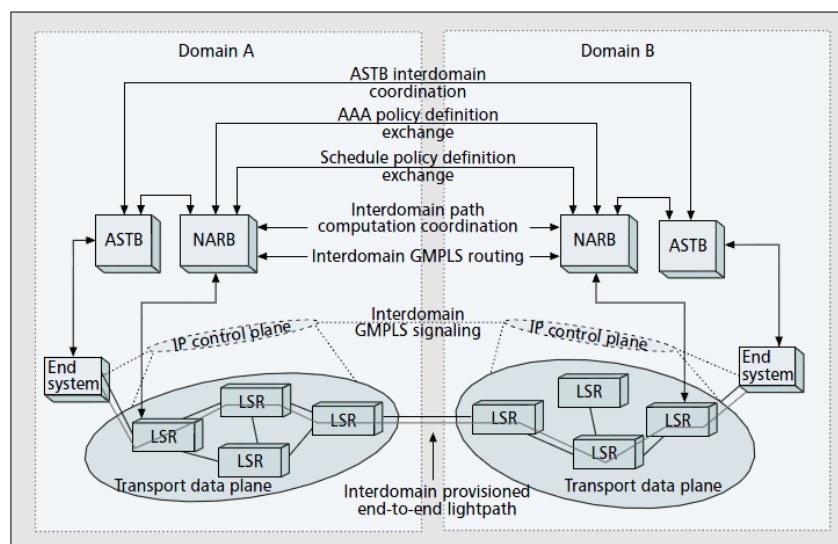 Domain A
Domain B
ASTB interdomain
coordination
AAA policy definition
exchange
Schedule policy definition
exchange
Interdomain path
computation coordination
Interdomain GMPLS routing
ASTB
NARB
NARB
ASTB
Interdomain
GMPLS signaling
IP control plane
IP control plane
End
system
End
system
LSR
LSR
LSR
LSR
LSR
LSR
LSR
LSR
Transport data plane
Transport data plane
Interdomain provisioned
end-to-end lightpath